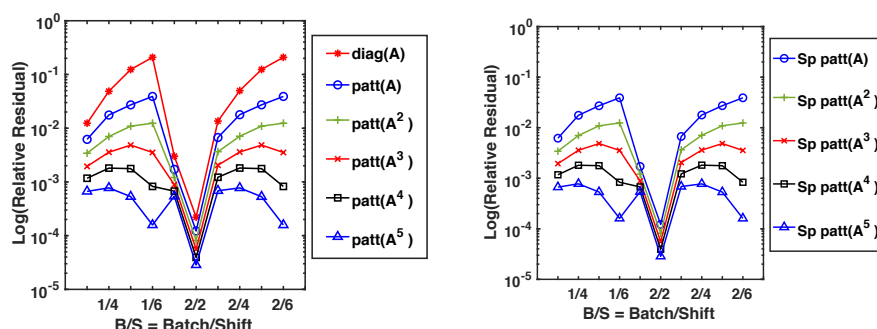 10^0
10^-1
10^-2
10^-3
10^-4
10^-5
Log(Relative Residual)
1/4 1/6 2/2 2/4 2/6
B/S = Batch/Shift
diag(A)
patt(A)
patt(A^2 )
patt(A^3 )
patt(A^4 )
patt(A^5 )
10^0
10^-1
10^-2
10^-3
10^-4
10^-5
Log(Relative Residual)
1/4 1/6 2/2 2/4 2/6
B/S = Batch/Shift
Sp patt(A)
Sp patt(A^2 )
Sp patt(A^3 )
Sp patt(A^4 )
Sp patt(A^5 )